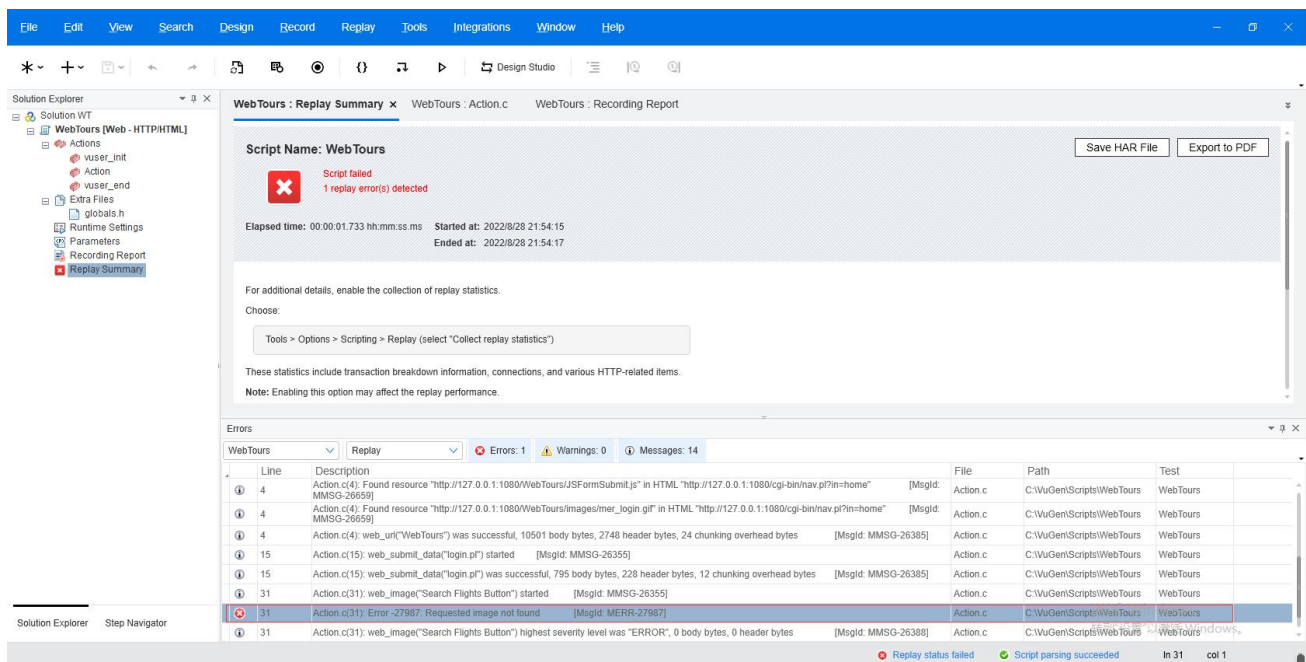 File Edit View Search Design Record Replay Tools Integrations Window Help
Design Studio
Solution Explorer
Solution WT
WebTours [Web - HTTP/HTML]
Actions
vuser_init
Action
vuser_end
Extra Files
globals.h
Runtime Settings
Parameters
Recording Report
Replay Summary
Solution Explorer Step Navigator
WebTours : Replay Summary WebTours : Action.c WebTours : Recording Report
Script Name: WebTours
Save HAR File Export to PDF
Script failed
1 replay error(s) detected
Elapsed time: 00:00:01.733 hh:mm:ss.ms Started at: 2022/8/28 21:54:15
Ended at: 2022/8/28 21:54:17
For additional details, enable the collection of replay statistics.
Choose:
Tools > Options > Scripting > Replay (select "Collect replay statistics")
These statistics include transaction breakdown information, connections, and various HTTP-related items.
Note: Enabling this option may affect the replay performance.
Errors
WebTours Replay Errors: 1 Warnings: 0 Messages: 14
Line Description File Path Test
4 Action.c(4): Found resource "http://127.0.0.1:1080/WebTours/JSFormSubmit.js" in HTML "http://127.0.0.1:1080/cgi-bin/nav.pl?in=home" [MsgId: Action.c C:\VuGen\Scripts\WebTours WebTours
MMSG-26659]
4 Action.c(4): Found resource "http://127.0.0.1:1080/WebTours/images/mer_login.gif" in HTML "http://127.0.0.1:1080/cgi-bin/nav.pl?in=home" [MsgId: Action.c C:\VuGen\Scripts\WebTours WebTours
MMSG-26659]
4 Action.c(4): web_url("WebTours") was successful, 10501 body bytes, 2748 header bytes, 24 chunking overhead bytes [MsgId: MMSG-26385] Action.c C:\VuGen\Scripts\WebTours WebTours
15 Action.c(15): web_submit_data("login.pl") started [MsgId: MMSG-26355] Action.c C:\VuGen\Scripts\WebTours WebTours
15 Action.c(15): web_submit_data("login.pl") was successful, 795 body bytes, 228 header bytes, 12 chunking overhead bytes [MsgId: MMSG-26385] Action.c C:\VuGen\Scripts\WebTours WebTours
31 Action.c(31): web_image("Search Flights Button") started [MsgId: MMSG-26355] Action.c C:\VuGen\Scripts\WebTours WebTours
31 Action.c(31): Error -27987: Requested image not found [MsgId: MERR-27987] Action.c C:\VuGen\Scripts\WebTours WebTours
31 Action.c(31): web_image("Search Flights Button") highest severity level was "ERROR", 0 body bytes, 0 header bytes [MsgId: MMSG-26388] Action.c C:\VuGen\Scripts\WebTours WebTours
Windows。
Replay status failed Script parsing succeeded ln 31 col 1